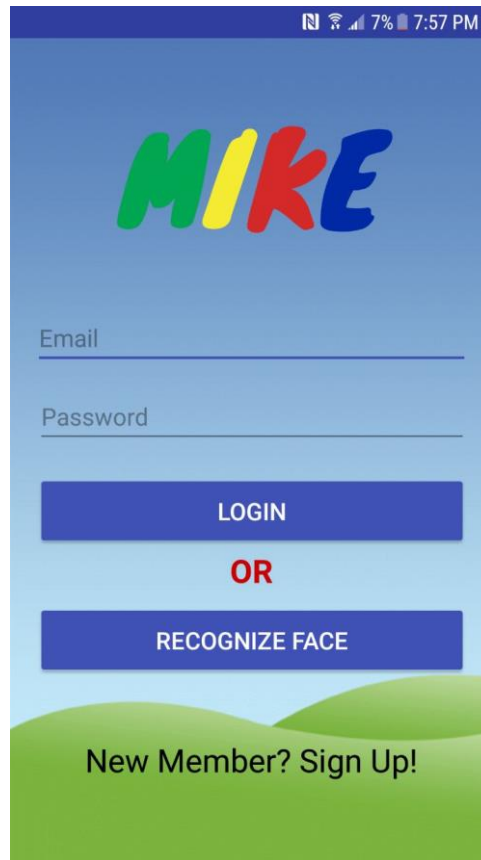 7% 7:57 PM
MIKE
Email
Password
LOGIN
OR
RECOGNIZE FACE
New Member? Sign Up!